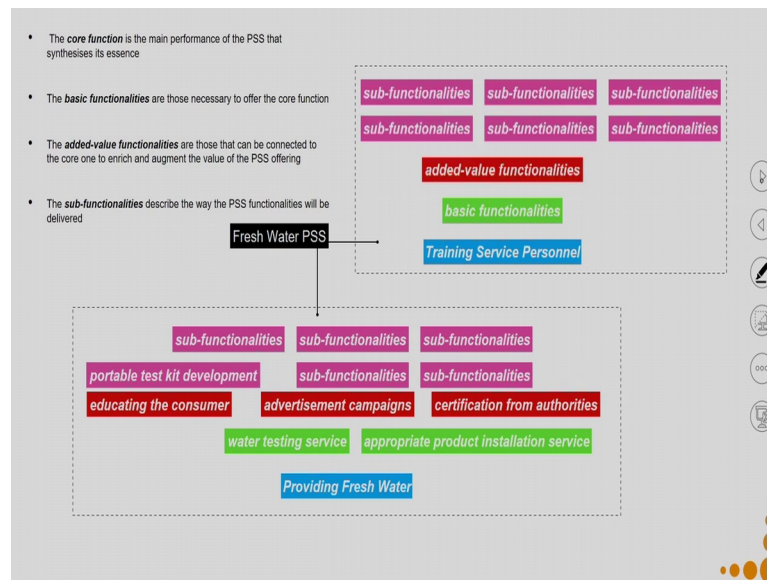 The core function is the main performance of the PSS that
synthesises its essence
The basic functionalities are those necessary to offer the core function
The added-value functionalities are those that can be connected to
the core one to enrich and augment the value of the PSS offering
The sub-functionalities describe the way the PSS functionalities will be
delivered
sub-functionalities sub-functionalities sub-functionalities
sub-functionalities sub-functionalities sub-functionalities
added-value functionalities
basic functionalities
Training Service Personnel
Fresh Water PSS
sub-functionalities sub-functionalities sub-functionalities
portable test kit development sub-functionalities sub-functionalities
educating the consumer advertisement campaigns certification from authorities
water testing service appropriate product installation service
Providing Fresh Water